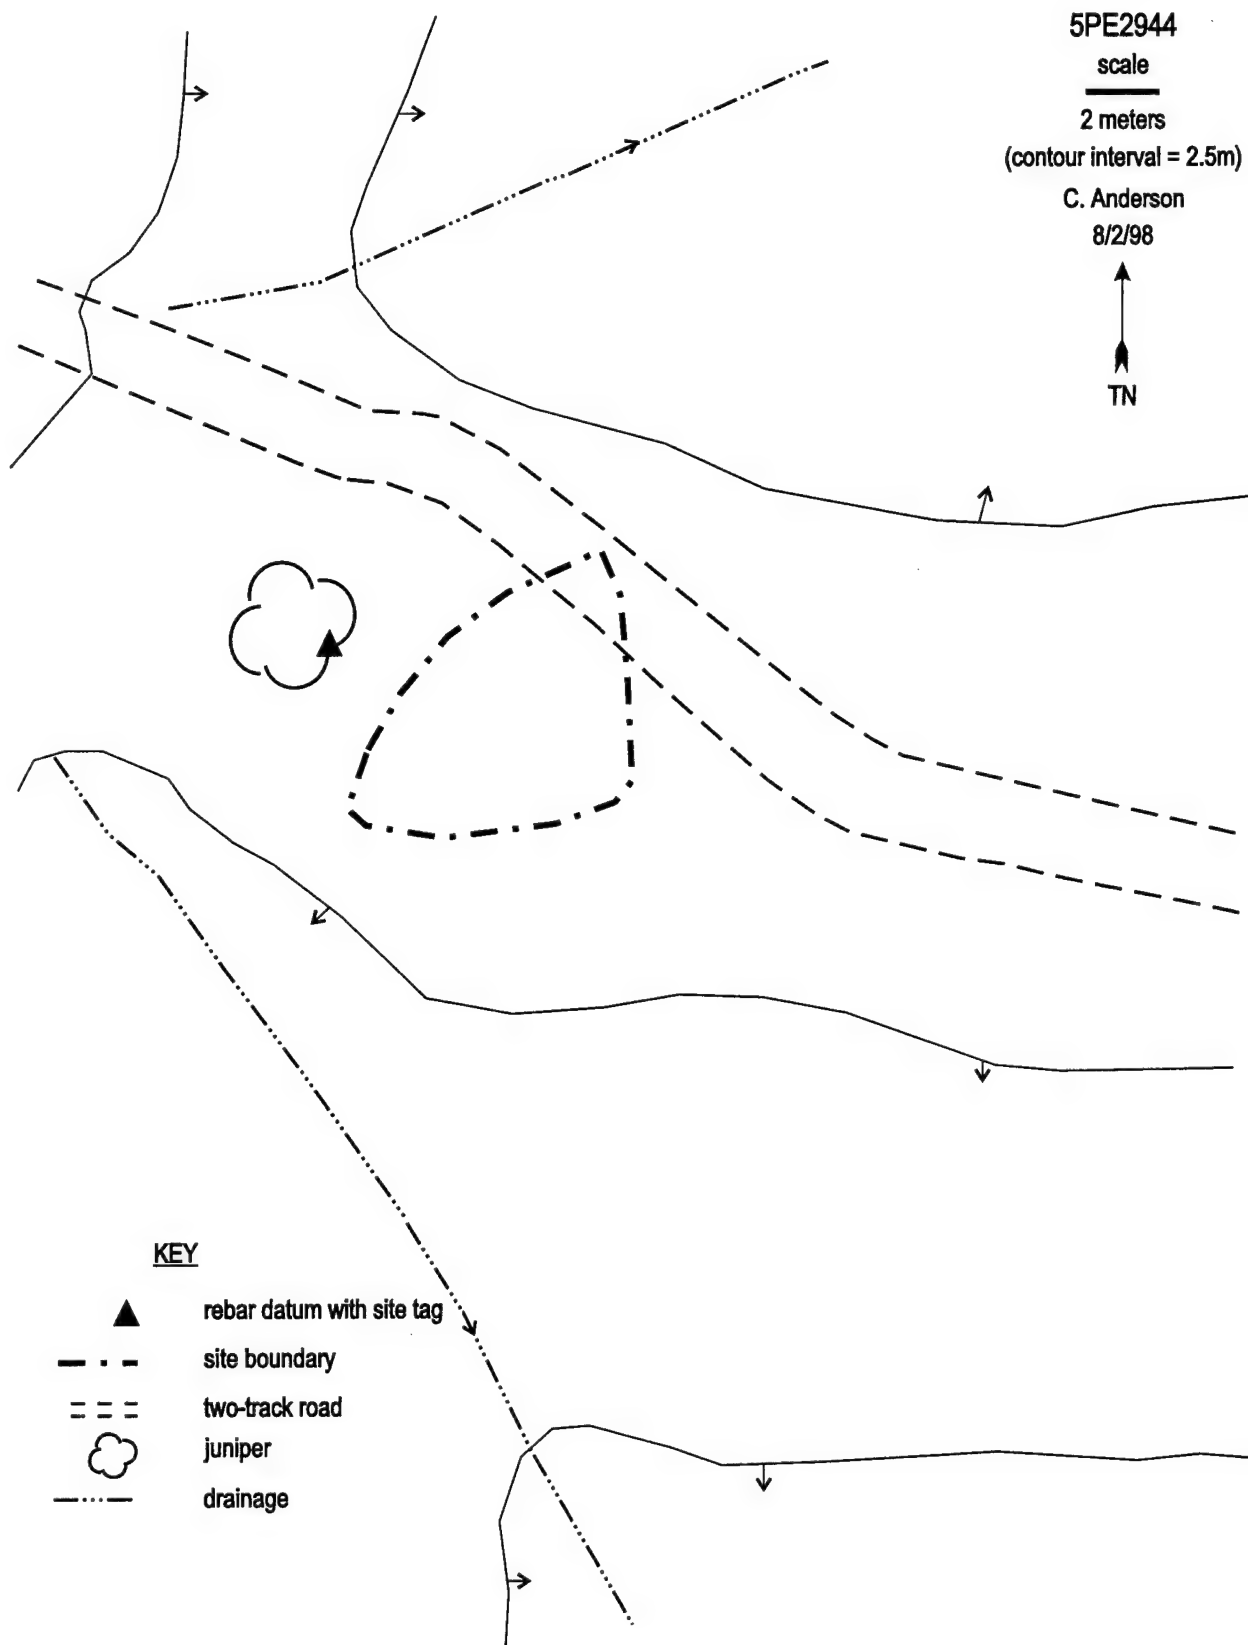 5PE2944
scale
2 meters
(contour interval = 2.5m)
C. Anderson
8/2/98
TN
KEY
rebar datum with site tag
site boundary
two-track road
juniper
drainage